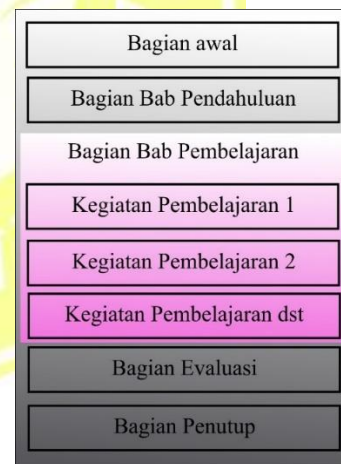 Bagian awal
Bagian Bab Pendahuluan
Bagian Bab Pembelajaran
Kegiatan Pembelajaran 1
Kegiatan Pembelajaran 2
Kegiatan Pembelajaran dst
Bagian Evaluasi
Bagian Penutup